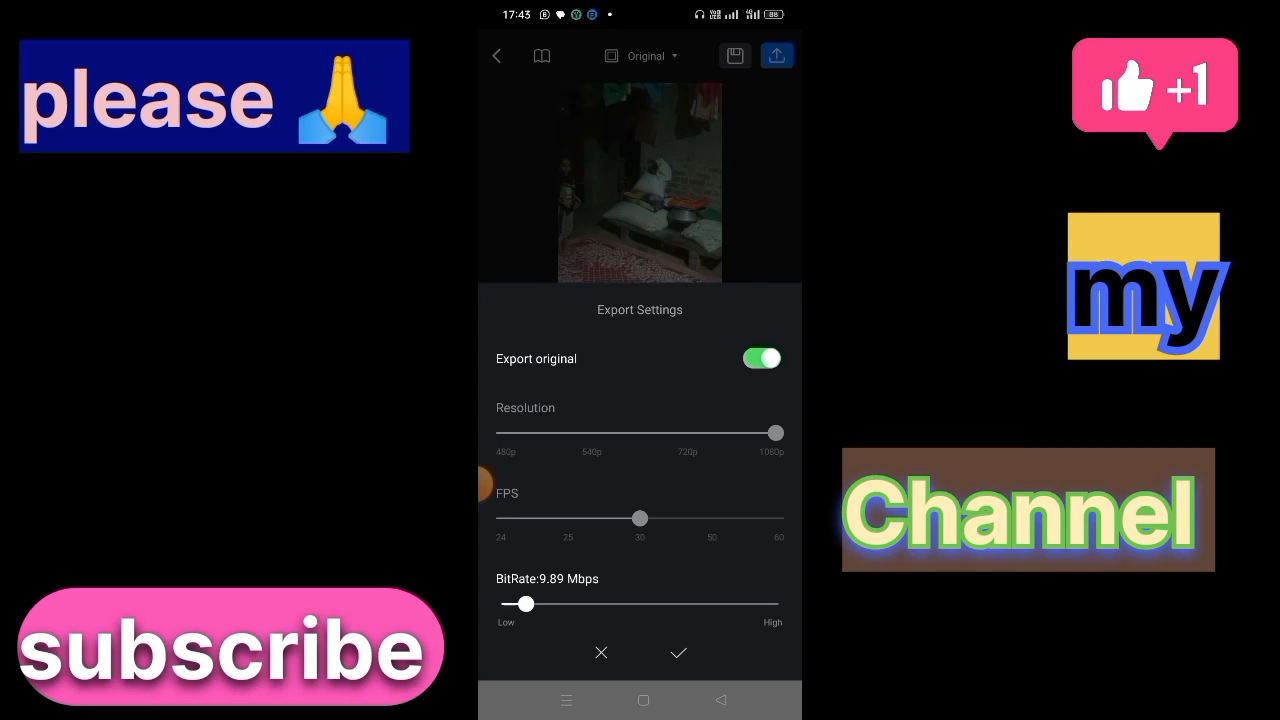 please 🙏
subscribe
17:43
88
Original
Export Settings
Export original
Resolution
480p 540p 720p 1080p
FPS
24 25 30 50 60
BitRate:9.89 Mbps
Low High
+1
my
Channel